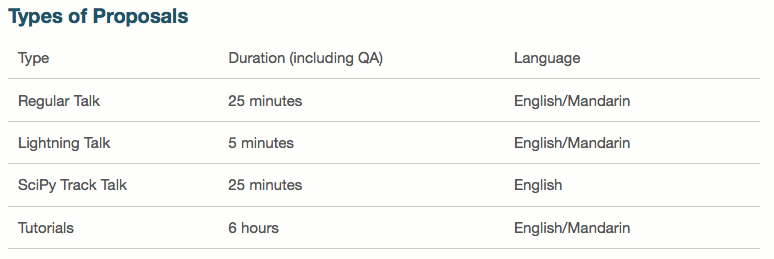 Types of Proposals
Type Duration (including QA) Language
Regular Talk 25 minutes English/Mandarin
Lightning Talk 5 minutes English/Mandarin
SciPy Track Talk 25 minutes English
Tutorials 6 hours English/Mandarin